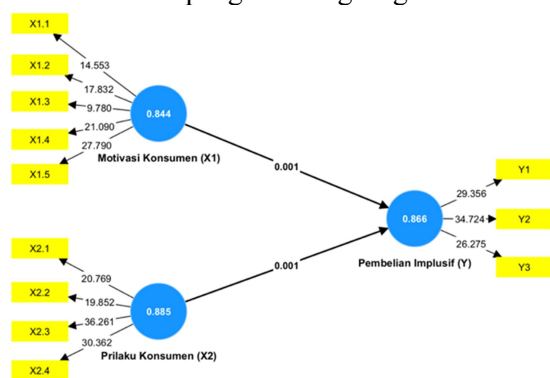 X1.1
X1.2
X1.3
X1.4
X1.5
14.553
17.832
9.780
21.090
27.790
0.844
Motivasi Konsumen (X1)
0.001
X2.1
X2.2
X2.3
X2.4
20.769
19.852
36.261
30.362
0.885
Prilaku Konsumen (X2)
0.001
0.866
Pembelian Implusif (Y)
29.356
34.724
26.275
Y1
Y2
Y3